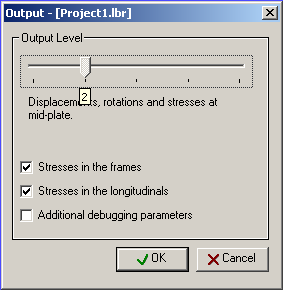 Output - [Project1.lbr]
Output Level
2
Displacements, rotations and stresses at
mid-plate.
Stresses in the frames
Stresses in the longitudinals
Additional debugging parameters
OK
Cancel